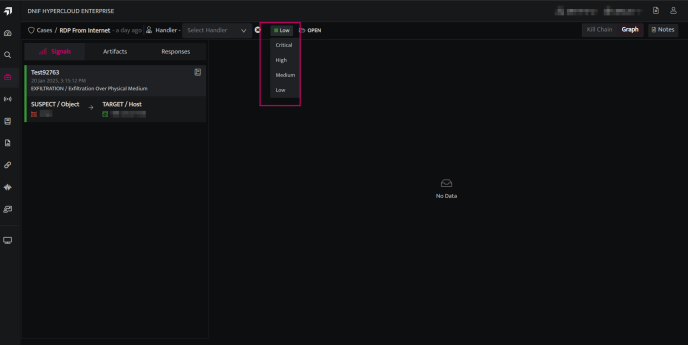 DNIF HYPERCLOUD ENTERPRISE
Cases / RDP From Internet - a day ago Handler - Select Handler Low OPEN Kill Chain Graph Notes
Critical
High
Medium
Low
Signals Artifacts Responses
Test92763
20 Jan 2023, 9:15:12 PM
EXFILTRATION / Exfiltration Over Physical Medium
SUSPECT / Object → TARGET / Host
No Data